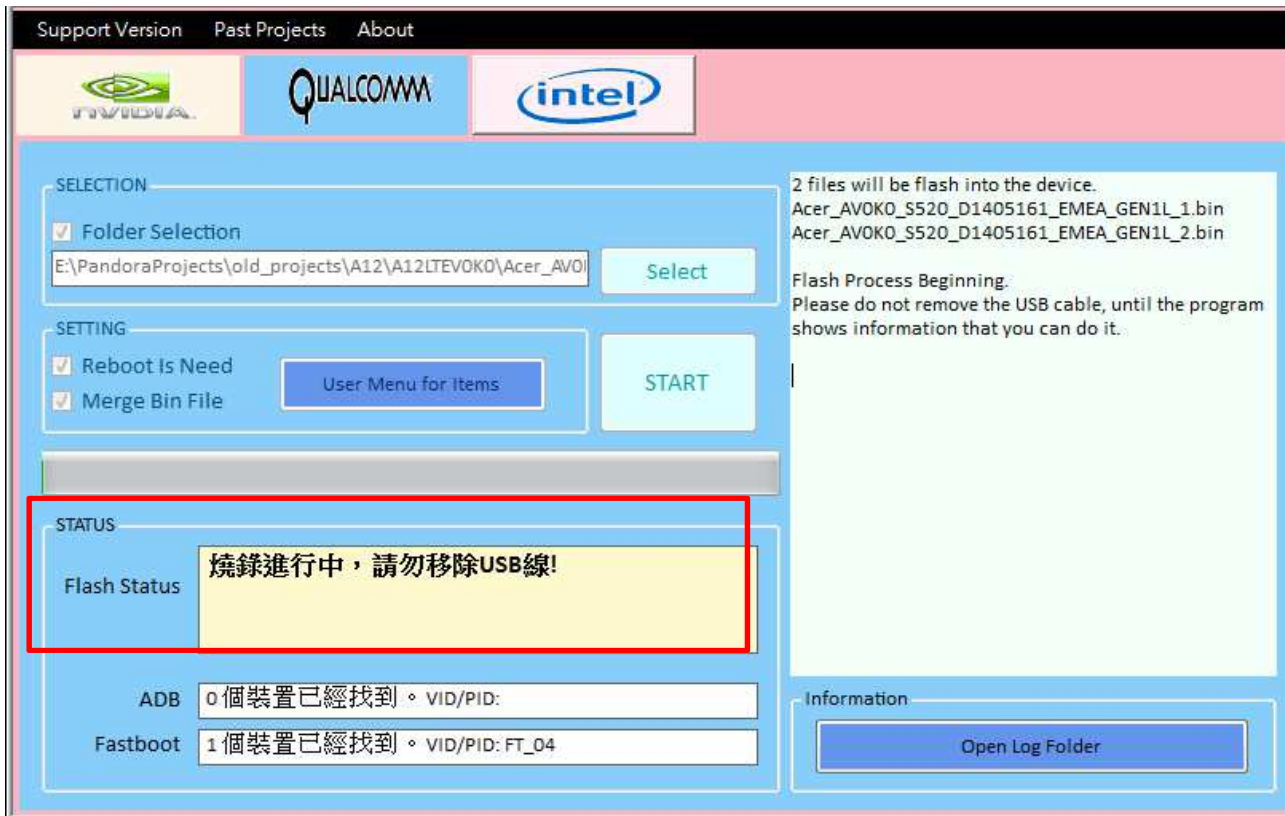 Support Version Past Projects About
NVIDIA.
QUALCOMM
intel
SELECTION
Folder Selection
E:\PandoraProjects\old_projects\A12\A12LTEV0K0\Acer_AV0
Select
SETTING
Reboot Is Need
Merge Bin File
User Menu for Items
START
STATUS
Flash Status
燒錄進行中，請勿移除USB線!
ADB
0 個裝置已經找到。VID/PID:
Fastboot
1 個裝置已經找到。VID/PID: FT_04
2 files will be flash into the device.
Acer_AV0K0_S520_D1405161_EMEA_GEN1L_1.bin
Acer_AV0K0_S520_D1405161_EMEA_GEN1L_2.bin
Flash Process Beginning.
Please do not remove the USB cable, until the program
shows information that you can do it.
Information
Open Log Folder